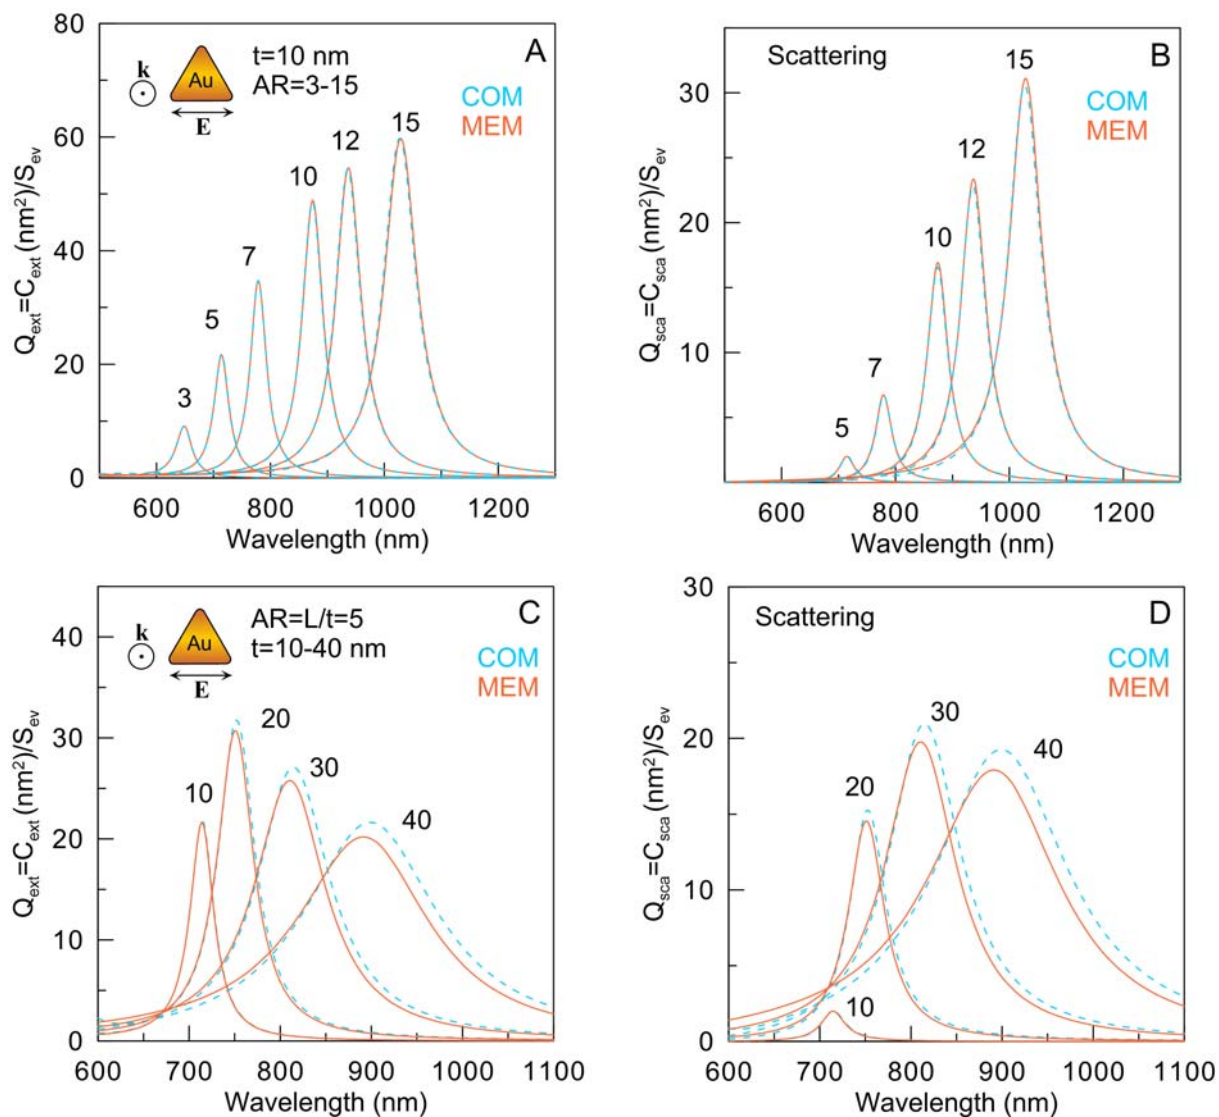 A
t=10 nm
AR=3-15
k
Au
E
COM
MEM
3
5
7
10
12
15
80
60
40
20
0
600
800
1000
1200
Q_ext=C_ext (nm²)/S_ev
Wavelength (nm)
B
Scattering
COM
MEM
5
7
10
12
15
30
20
10
600
800
1000
1200
Q_sca=C_sca (nm²)/S_ev
Wavelength (nm)
C
AR=L/t=5
t=10-40 nm
k
Au
E
COM
MEM
10
20
30
40
40
30
20
10
0
600
700
800
900
1000
1100
Q_ext=C_ext (nm²)/S_ev
Wavelength (nm)
D
Scattering
COM
MEM
10
20
30
40
30
20
10
0
600
700
800
900
1000
1100
Q_sca=C_sca (nm²)/S_ev
Wavelength (nm)